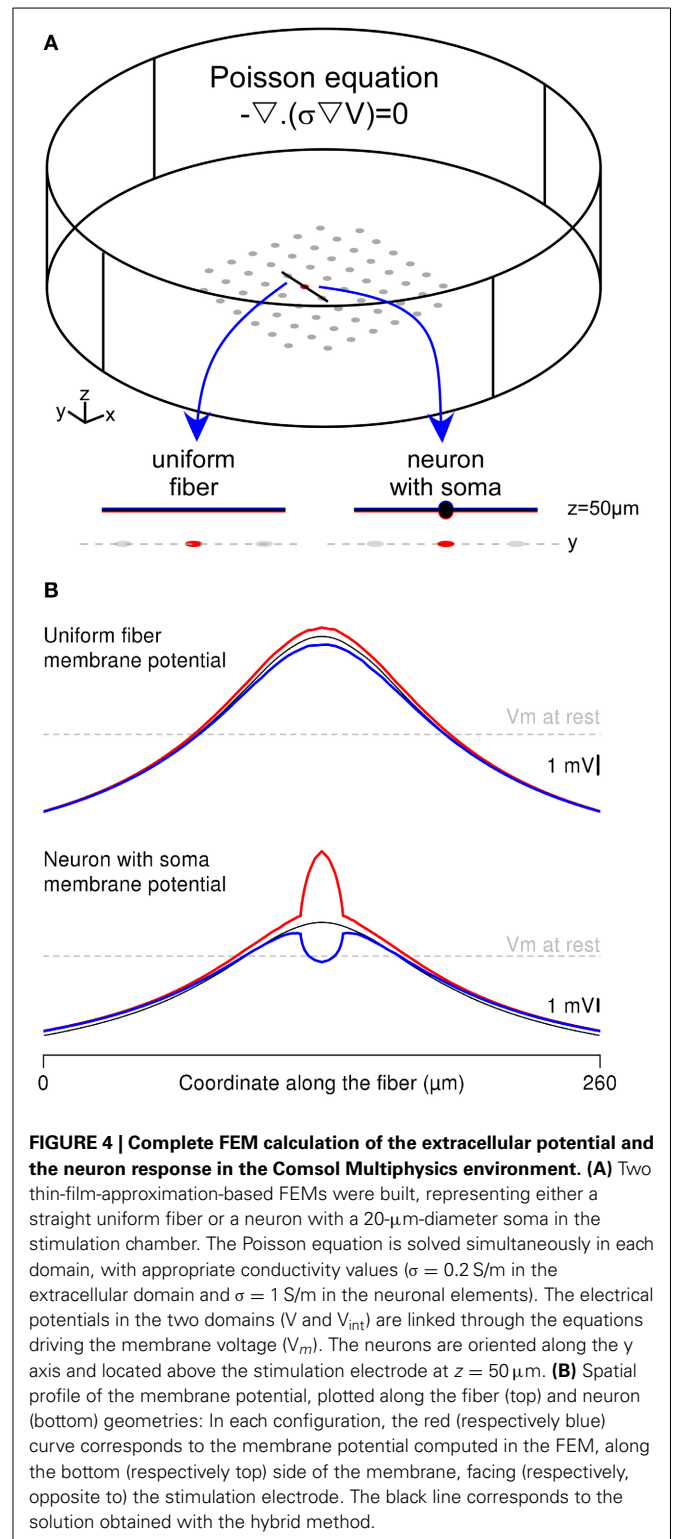 A
Poisson equation
-▽.(σ▽V)=0
z
y
x
uniform
fiber
neuron
with soma
z=50μm
y
B
Uniform fiber
membrane potential
Vm at rest
1 mV
Neuron with soma
membrane potential
Vm at rest
1 mV
0
Coordinate along the fiber (μm)
260
FIGURE 4 | Complete FEM calculation of the extracellular potential and
the neuron response in the Comsol Multiphysics environment. (A) Two
thin-film-approximation-based FEMs were built, representing either a
straight uniform fiber or a neuron with a 20-μm-diameter soma in the
stimulation chamber. The Poisson equation is solved simultaneously in each
domain, with appropriate conductivity values (σ = 0.2 S/m in the
extracellular domain and σ = 1 S/m in the neuronal elements). The electrical
potentials in the two domains (V and Vint) are linked through the equations
driving the membrane voltage (Vm). The neurons are oriented along the y
axis and located above the stimulation electrode at z = 50 μm. (B) Spatial
profile of the membrane potential, plotted along the fiber (top) and neuron
(bottom) geometries: In each configuration, the red (respectively blue)
curve corresponds to the membrane potential computed in the FEM, along
the bottom (respectively top) side of the membrane, facing (respectively,
opposite to) the stimulation electrode. The black line corresponds to the
solution obtained with the hybrid method.